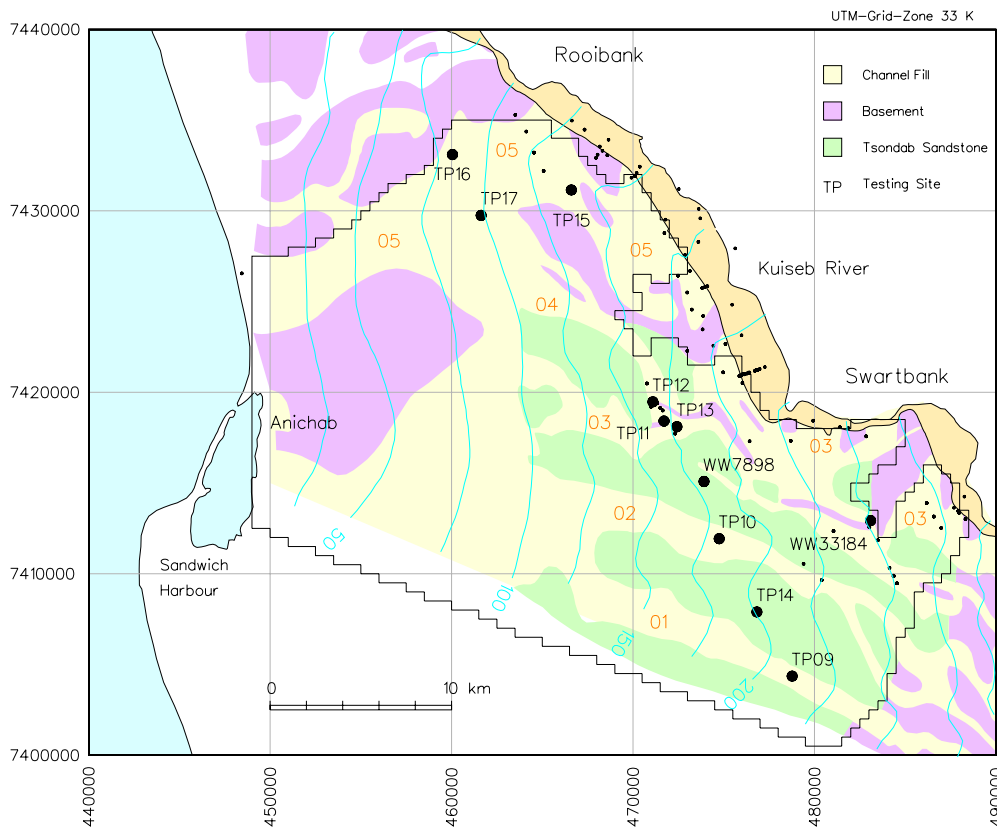 UTM-Grid-Zone 33 K
7440000
Rooibank
Channel Fill
Basement
Tsondab Sandstone
TP Testing Site
05
TP16
TP17
TP15
7430000
05
05
Kuiseb River
04
Swartbank
7420000
TP12
TP13
TP11
03
03
Anichab
WW7898
02
TP10
03
WW33184
50
Sandwich
Harbour
7410000
100
TP14
01
150
TP09
200
0 10 km
7400000
440000
450000
460000
470000
480000
490000